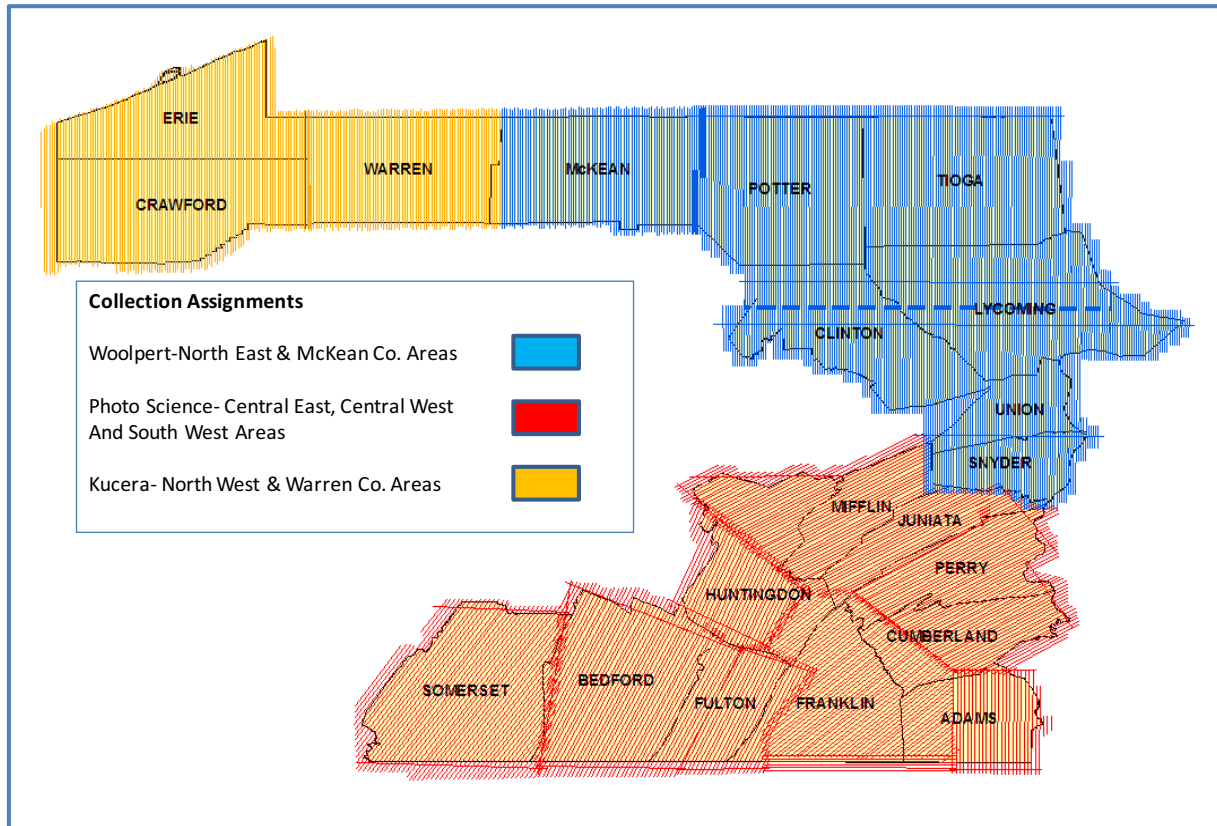 ERIE
CRAWFORD
WARREN
McKEAN
POTTER
TIOGA
LYCOMING
CLINTON
UNION
SNYDER
Collection Assignments
Woolpert-North East & McKean Co. Areas
Photo Science- Central East, Central West
And South West Areas
Kucera- North West & Warren Co. Areas
MIFFLIN
JUNIATA
PERRY
HUNTINGDON
CUMBERLAND
SOMERSET
BEDFORD
FULTON
FRANKLIN
ADAMS